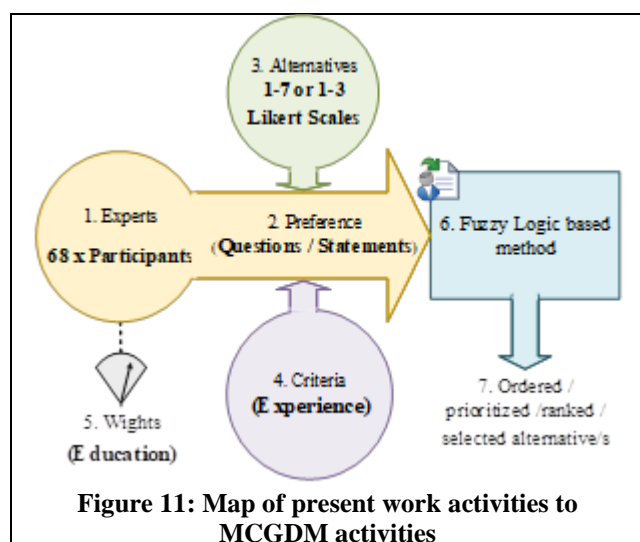 3. Alternatives
1-7 or 1-3
Likert Scales
1. Experts
68 x Participants
2. Preference
(Questions / Statements)
6. Fuzzy Logic based
method
4. Criteria
(Experience)
5. Wights
(Education)
7. Ordered /
prioritized /ranked /
selected alternative/s
Figure 11: Map of present work activities to
MCGDM activities